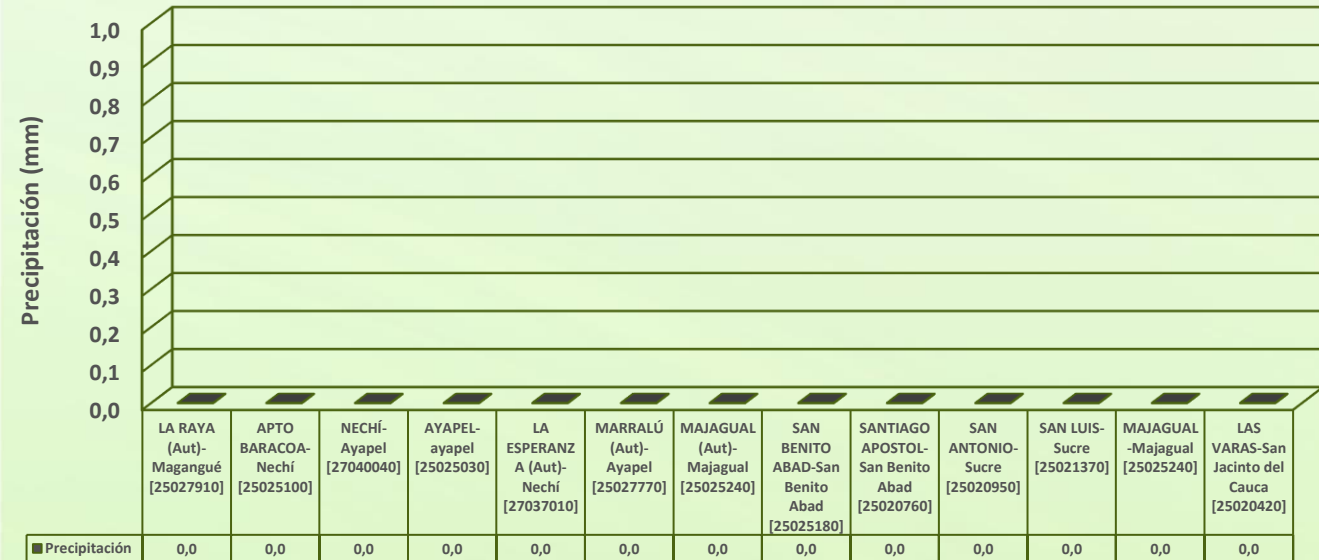 Precipitación (mm)
1,0
0,9
0,8
0,7
0,6
0,5
0,4
0,3
0,2
0,1
0,0
LA RAYA
(Aut)-
Magangué
[25027910]
APTO
BARACOA-
Nechí
[25025100]
NECHÍ-
Ayapel
[27040040]
AYAPEL-
ayapel
[25025030]
LA
ESPERANZ
A (Aut)-
Nechí
[27037010]
MARRALÚ
(Aut)-
Ayapel
[25027770]
MAJAGUAL
(Aut)-
Majagual
[25025240]
SAN
BENITO
ABAD-San
Benito
Abad
[25025180]
SANTIAGO
APOSTOL-
San Benito
Abad
[25020760]
SAN
ANTONIO-
Sucre
[25020950]
SAN LUIS-
Sucre
[25021370]
MAJAGUAL
-Majagual
[25025240]
LAS
VARAS-San
Jacinto del
Cauca
[25020420]
Precipitación 0,0 0,0 0,0 0,0 0,0 0,0 0,0 0,0 0,0 0,0 0,0 0,0 0,0